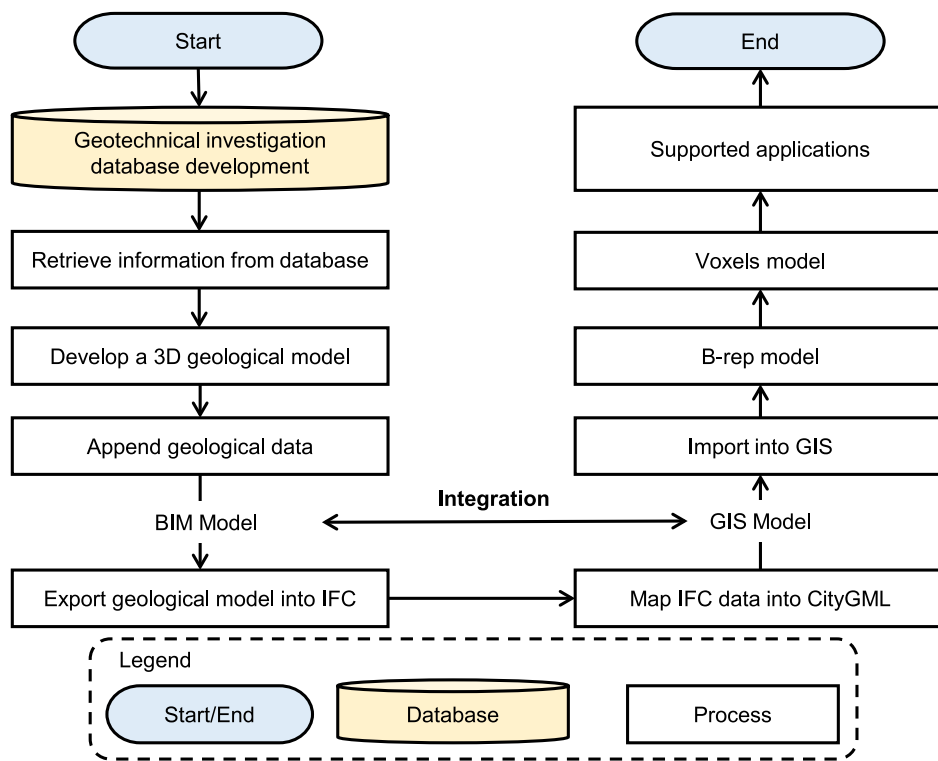 Start
Geotechnical investigation
database development
Retrieve information from database
Develop a 3D geological model
Append geological data
BIM Model
Export geological model into IFC
Integration
End
Supported applications
Voxels model
B-rep model
Import into GIS
GIS Model
Map IFC data into CityGML
Legend
Start/End
Database
Process